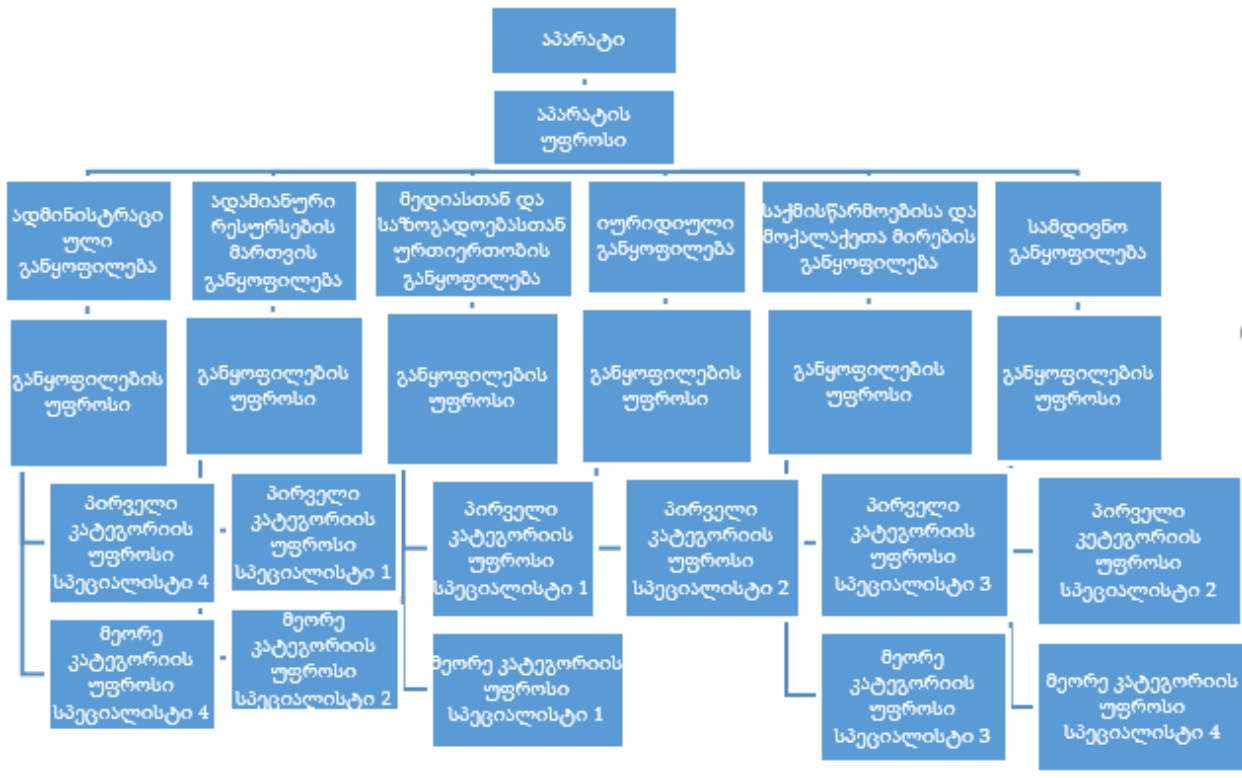 აპარატი
აპარატის
უფროსი
ადმინისტრაცი
ული
განყოფილება
ადამიანური
რესურსების
მართვის
განყოფილება
მედიასთან და
საზოგადოებასთან
ურთიერთობის
განყოფილება
იურიდიული
განყოფილება
საქმისწარმოებისა და
მოქალაქეთა მირების
განყოფილება
სამდივნო
განყოფილება
განყოფილების
უფროსი
განყოფილების
უფროსი
განყოფილების
უფროსი
განყოფილების
უფროსი
განყოფილების
უფროსი
განყოფილების
უფროსი
პირველი
კატეგორიის
უფროსი
სპეციალისტი 4
მეორე
კატეგორიის
უფროსი
სპეციალისტი 4
პირველი
კატეგორიის
უფროსი
სპეციალისტი 1
მეორე
კატეგორიის
უფროსი
სპეციალისტი 2
პირველი
კატეგორიის
უფროსი
სპეციალისტი 1
მეორე კატეგორიის
უფროსი
სპეციალისტი 1
პირველი
კატეგორიის
უფროსი
სპეციალისტი 2
პირველი
კატეგორიის
უფროსი
სპეციალისტი 3
მეორე
კატეგორიის
უფროსი
სპეციალისტი 3
პირველი
კეტეგორიის
უფროსი
სპეციალისტი 2
მეორე კატეგორიის
უფროსი
სპეციალისტი 4